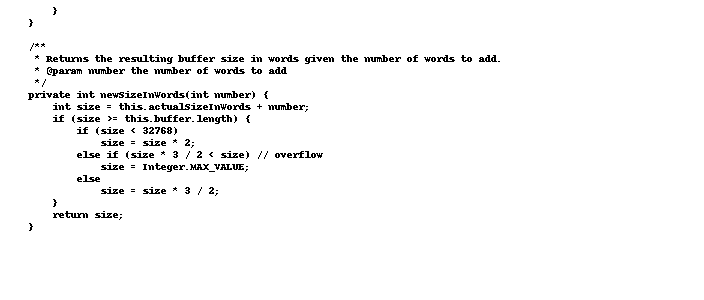 }
}

/**
 * Returns the resulting buffer size in words given the number of words to add.
 * @param number the number of words to add
 */
private int newSizeInWords(int number) {
    int size = this.actualSizeInWords + number;
    if (size >= this.buffer.length) {
        if (size < 32768)
            size = size * 2;
        else if (size * 3 / 2 < size) // overflow
            size = Integer.MAX_VALUE;
        else
            size = size * 3 / 2;
    }
    return size;
}